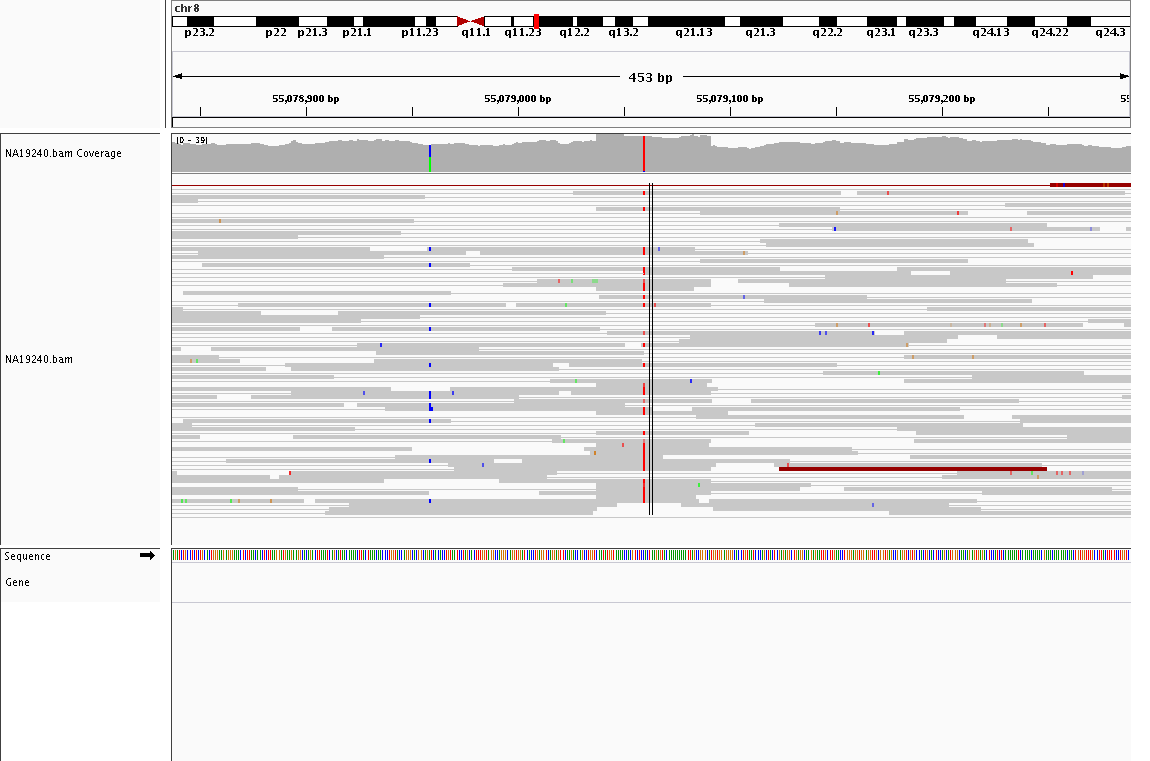 chr8
p23.2 p22 p21.3 p21.1 p11.23 q11.1 q11.23 q12.2 q13.2 q21.13 q21.3 q22.2 q23.1 q23.3 q24.13 q24.22 q24.3
453 bp
55,078,900 bp 55,079,000 bp 55,079,100 bp 55,079,200 bp 55
[0 - 39]
NA19240.bam Coverage
NA19240.bam
Sequence
Gene